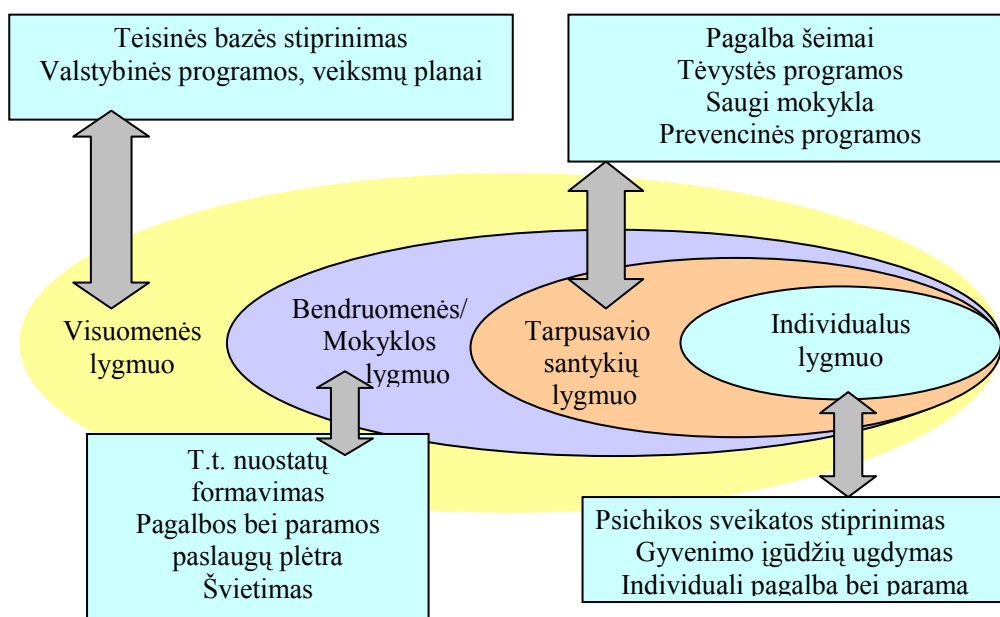 Teisinės bazės stiprinimas
Valstybinės programos, veiksmų planai
Pagalba šeimai
Tėvystės programos
Saugi mokykla
Prevencinės programos
Visuomenės
lygmuo
Bendruomenės/
Mokyklos
lygmuo
Tarpusavio
santykių
lygmuo
Individualus
lygmuo
T.t. nuostatų
formavimas
Pagalbos bei paramos
paslaugų plėtra
Švietimas
Psichikos sveikatos stiprinimas
Gyvenimo įgūdžių ugdymas
Individuali pagalba bei parama